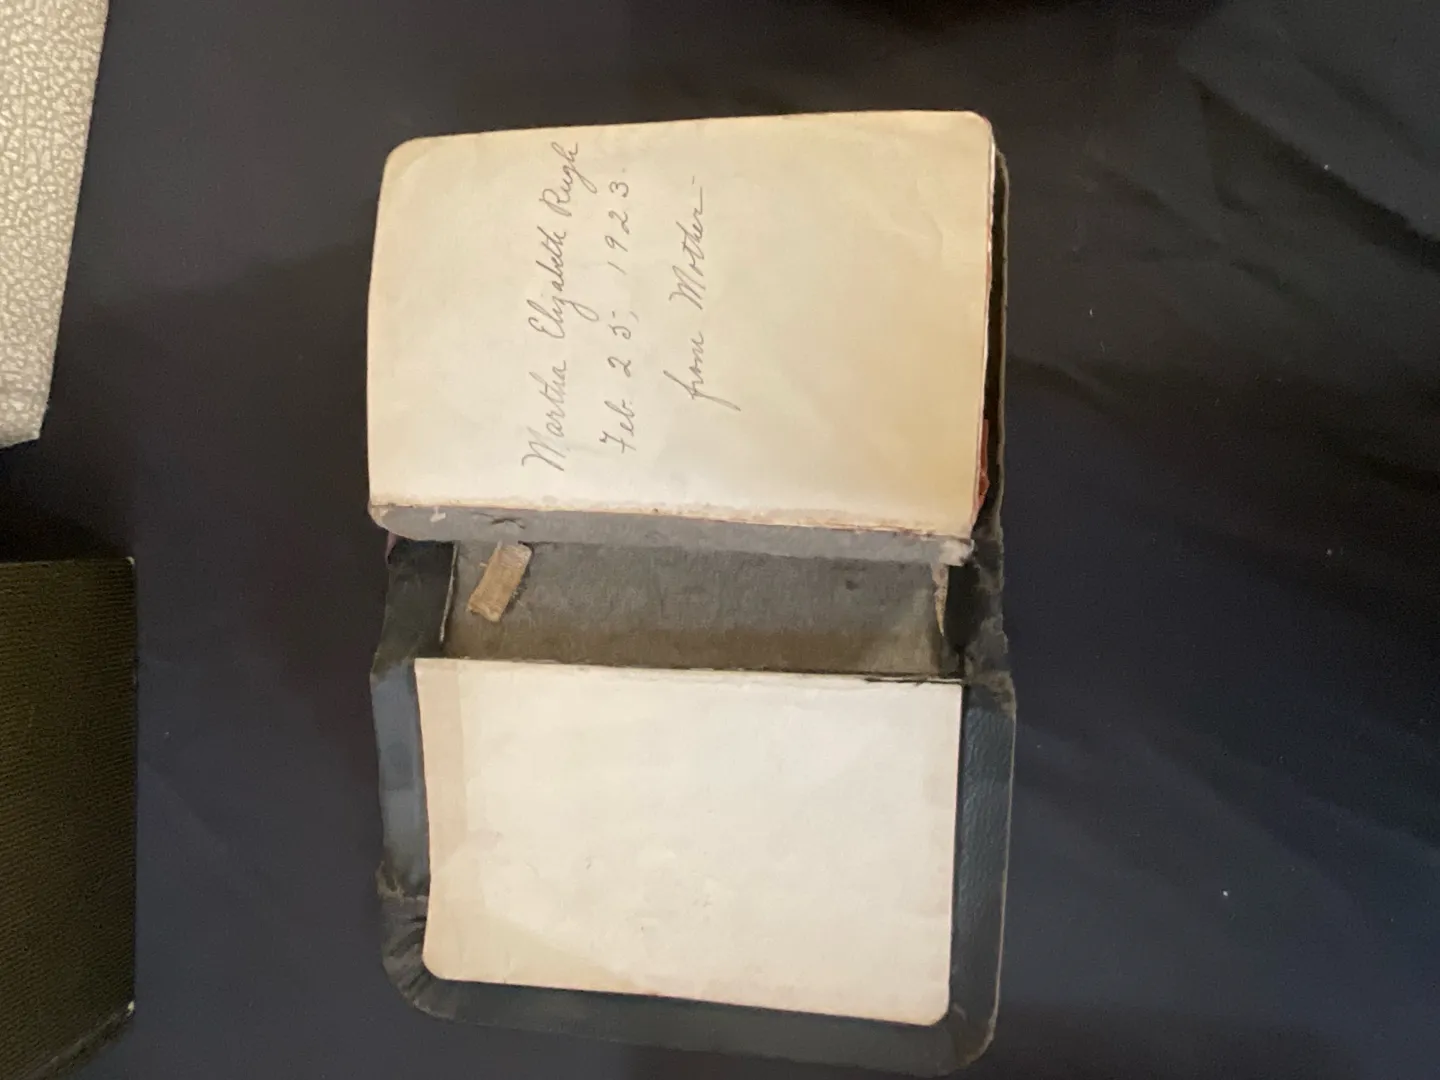 Martha Elizabeth Rugh
Feb. 25, 1923.
from Mother